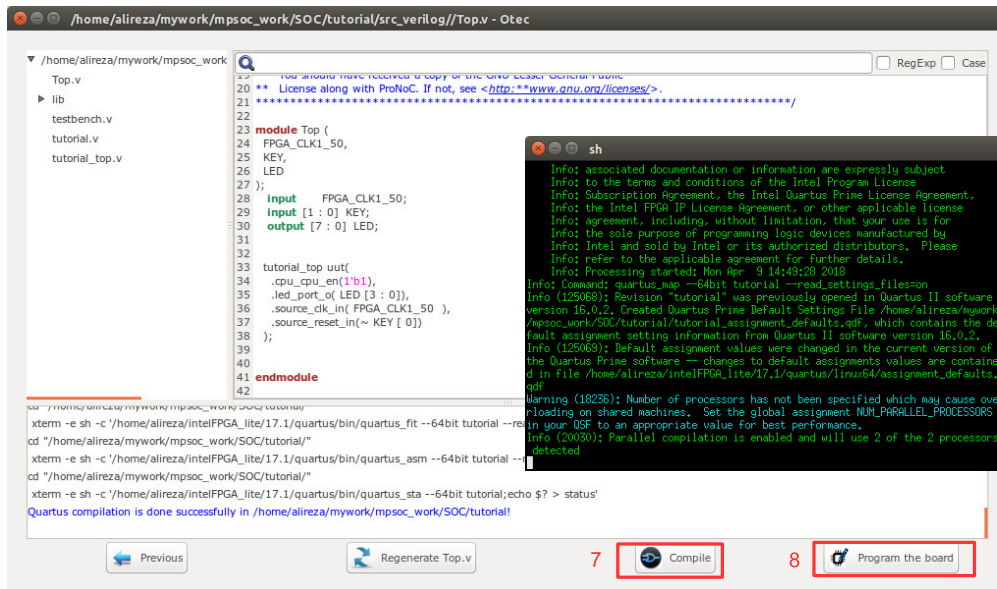 /home/alireza/mywork/mpsoc_work/SOC/tutorial/src_verilog//Top.v - Otec
/home/alireza/mywork/mpsoc_work
Top.v
lib
testbench.v
tutorial.v
tutorial_top.v
RegExp
Case
19 You should have received a copy of the GNU Lesser General Public
20 ** License along with ProNoC. If not, see <http:**www.gnu.org/licenses/>.
21 ******************************************************************************/
22
23 module Top (
24 FPGA_CLK1_50,
25 KEY,
26 LED
27 );
28 input FPGA_CLK1_50;
29 input [1 : 0] KEY;
30 output [7 : 0] LED;
31
32
33 tutorial_top uut(
34 .cpu_cpu_en(1'b1),
35 .led_port_o( LED [3 : 0]),
36 .source_clk_in( FPGA_CLK1_50 ),
37 .source_reset_in(~ KEY [ 0])
38 );
39
40
41 endmodule
42
sh
Info: associated documentation or information are expressly subject
Info: to the terms and conditions of the Intel Program License
Info: Subscription Agreement, the Intel Quartus Prime License Agreement,
Info: the Intel FPGA IP License Agreement, or other applicable license
Info: agreement, including, without limitation, that your use is for
Info: the sole purpose of programming logic devices manufactured by
Info: Intel and sold by Intel or its authorized distributors. Please
Info: refer to the applicable agreement for further details.
Info: Processing started: Mon Apr 9 14:49:28 2018
Info: Command: quartus_map --64bit tutorial --read_settings_files=on
Info (125068): Revision "tutorial" was previously opened in Quartus II software
version 16.0.2. Created Quartus Prime Default Settings File /home/alireza/mywork
/mpsoc_work/SOC/tutorial/tutorial_assignment_defaults.qdf, which contains the de
fault assignment setting information from Quartus II software version 16.0.2.
Info (125069): Default assignment values were changed in the current version of
the Quartus Prime software -- changes to default assignments values are containe
d in file /home/alireza/intelFPGA_lite/17.1/quartus/linux64/assignment_defaults.
qdf
Warning (18236): Number of processors has not been specified which may cause ove
rloading on shared machines. Set the global assignment NUM_PARALLEL_PROCESSORS
in your QSF to an appropriate value for best performance.
Info (20030): Parallel compilation is enabled and will use 2 of the 2 processors
detected
cd "/home/alireza/mywork/mpsoc_work/SOC/tutorial/"
xterm -e sh -c '/home/alireza/intelFPGA_lite/17.1/quartus/bin/quartus_fit --64bit tutorial --rea
cd "/home/alireza/mywork/mpsoc_work/SOC/tutorial/"
xterm -e sh -c '/home/alireza/intelFPGA_lite/17.1/quartus/bin/quartus_asm --64bit tutorial --r
cd "/home/alireza/mywork/mpsoc_work/SOC/tutorial/"
xterm -e sh -c '/home/alireza/intelFPGA_lite/17.1/quartus/bin/quartus_sta --64bit tutorial;echo $? > status'
Quartus compilation is done successfully in /home/alireza/mywork/mpsoc_work/SOC/tutorial!
Previous
Regenerate Top.v
7
Compile
8
Program the board